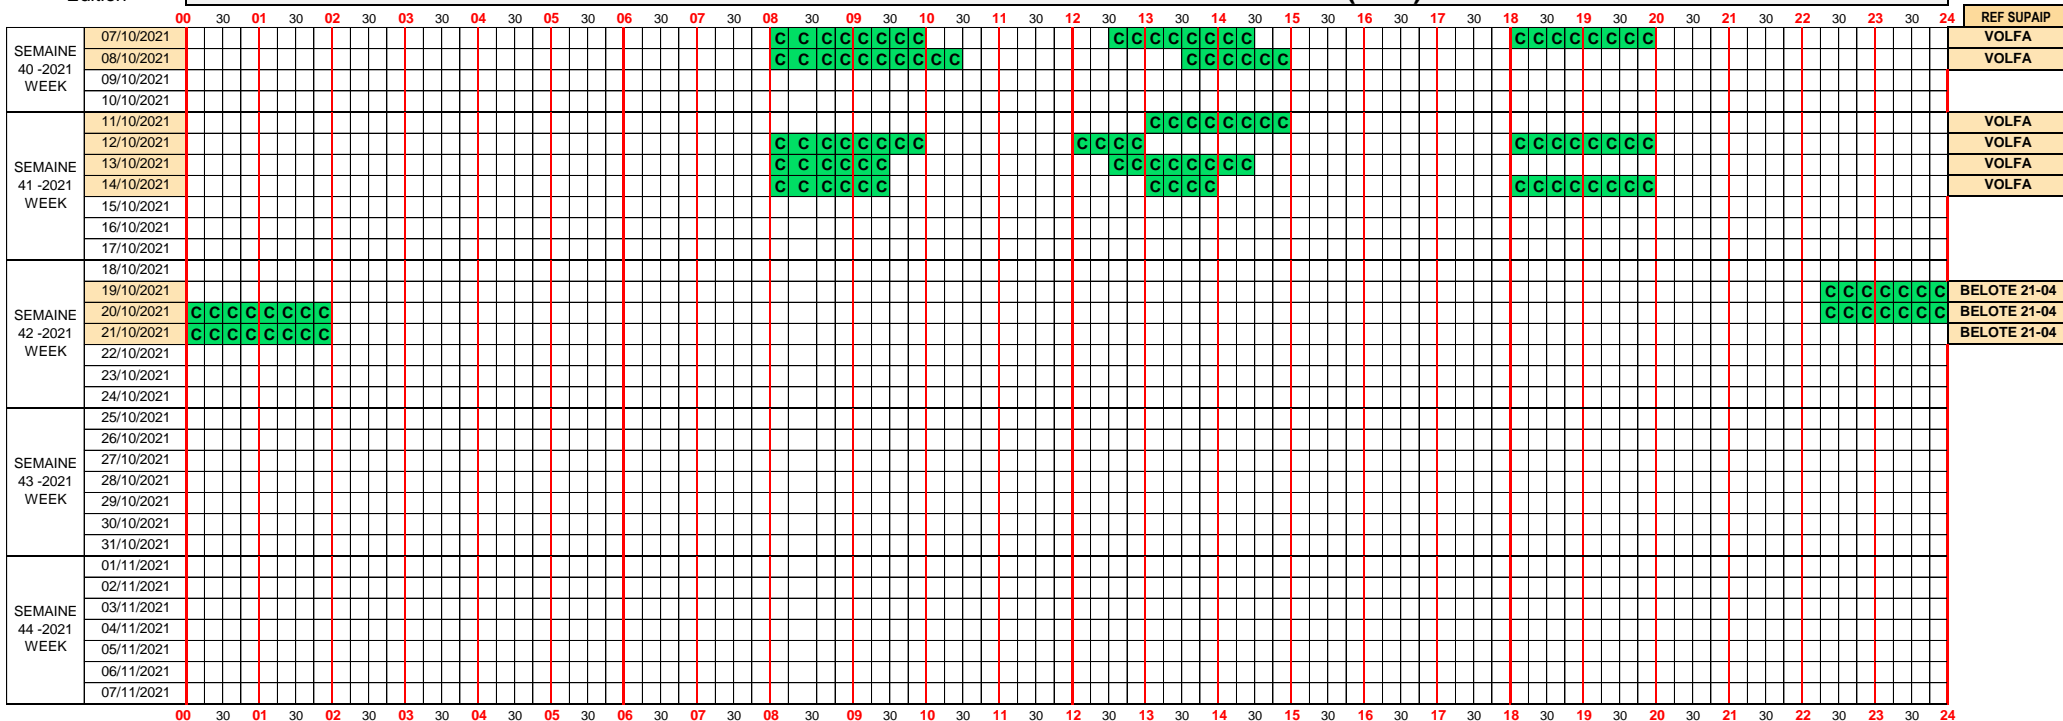 Edition
00 30 01 30 02 30 03 30 04 30 05 30 06 30 07 30 08 30 09 30 10 30 11 30 12 30 13 30 14 30 15 30 16 30 17 30 18 30 19 30 20 30 21 30 22 30 23 30 24 REF SUPAIP
SEMAINE
40 -2021
WEEK
07/10/2021 C C C C C C C C C C C C C C C C C C C C C C C C VOLFA
08/10/2021 C C C C C C C C C C C C C C C C VOLFA
09/10/2021
10/10/2021
SEMAINE
41 -2021
WEEK
11/10/2021 C C C C C C C C VOLFA
12/10/2021 C C C C C C C C C C C C C C C C C C C C VOLFA
13/10/2021 C C C C C C C C C C C C C C VOLFA
14/10/2021 C C C C C C C C C C C C C C C C C C VOLFA
15/10/2021
16/10/2021
17/10/2021
SEMAINE
42 -2021
WEEK
18/10/2021
19/10/2021 C C C C C C C BELOTE 21-04
20/10/2021 C C C C C C C C C C C C C C C BELOTE 21-04
21/10/2021 C C C C C C C C BELOTE 21-04
22/10/2021
23/10/2021
24/10/2021
SEMAINE
43 -2021
WEEK
25/10/2021
26/10/2021
27/10/2021
28/10/2021
29/10/2021
30/10/2021
31/10/2021
SEMAINE
44 -2021
WEEK
01/11/2021
02/11/2021
03/11/2021
04/11/2021
05/11/2021
06/11/2021
07/11/2021
00 30 01 30 02 30 03 30 04 30 05 30 06 30 07 30 08 30 09 30 10 30 11 30 12 30 13 30 14 30 15 30 16 30 17 30 18 30 19 30 20 30 21 30 22 30 23 30 24